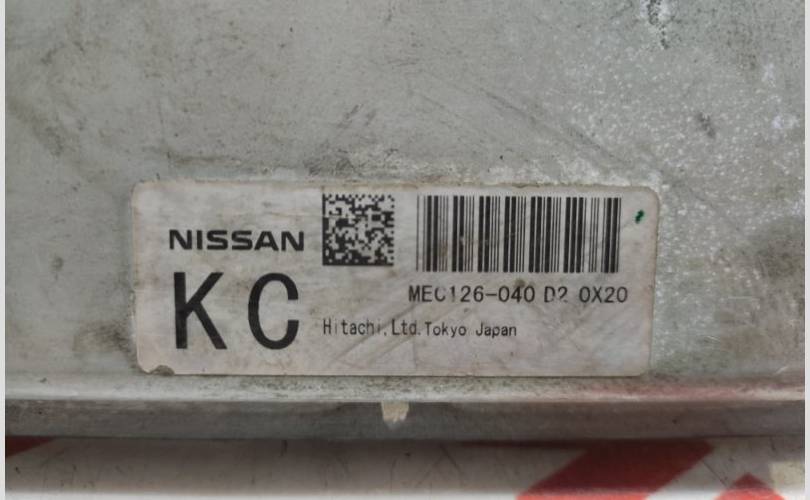 NISSAN
KC
MEC126-040 D2 0X20
Hitachi,Ltd.Tokyo Japan